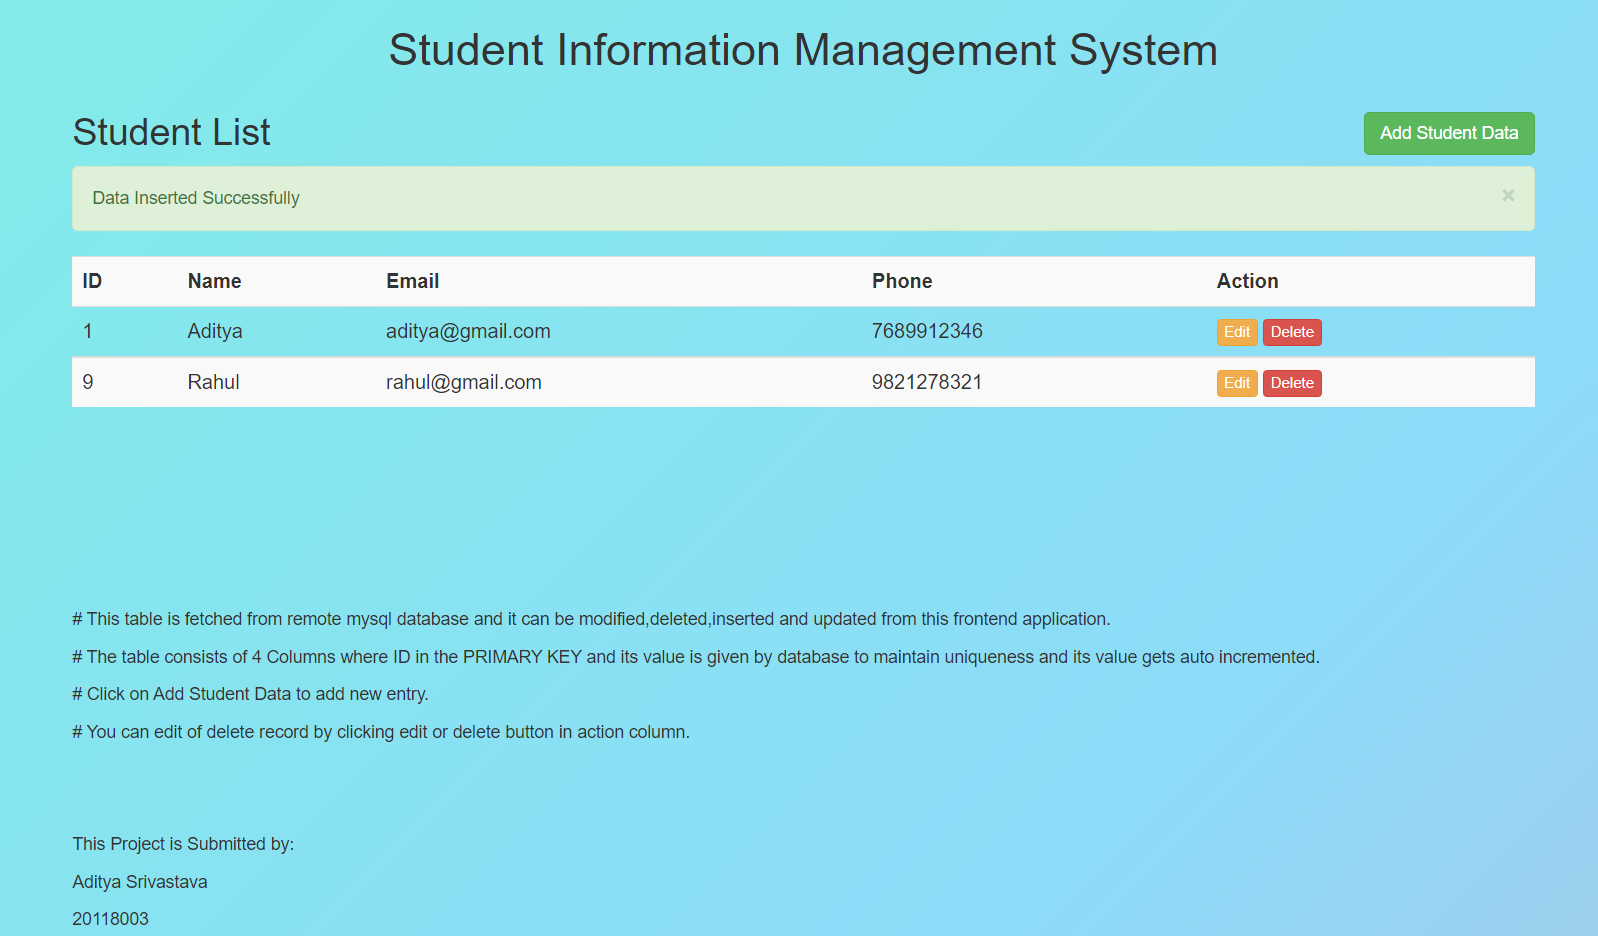 Student Information Management System
Student List
Add Student Data
Data Inserted Successfully ×
ID Name Email Phone Action
1 Aditya aditya@gmail.com 7689912346 Edit Delete
9 Rahul rahul@gmail.com 9821278321 Edit Delete
# This table is fetched from remote mysql database and it can be modified,deleted,inserted and updated from this frontend application.
# The table consists of 4 Columns where ID in the PRIMARY KEY and its value is given by database to maintain uniqueness and its value gets auto incremented.
# Click on Add Student Data to add new entry.
# You can edit of delete record by clicking edit or delete button in action column.
This Project is Submitted by:
Aditya Srivastava
20118003